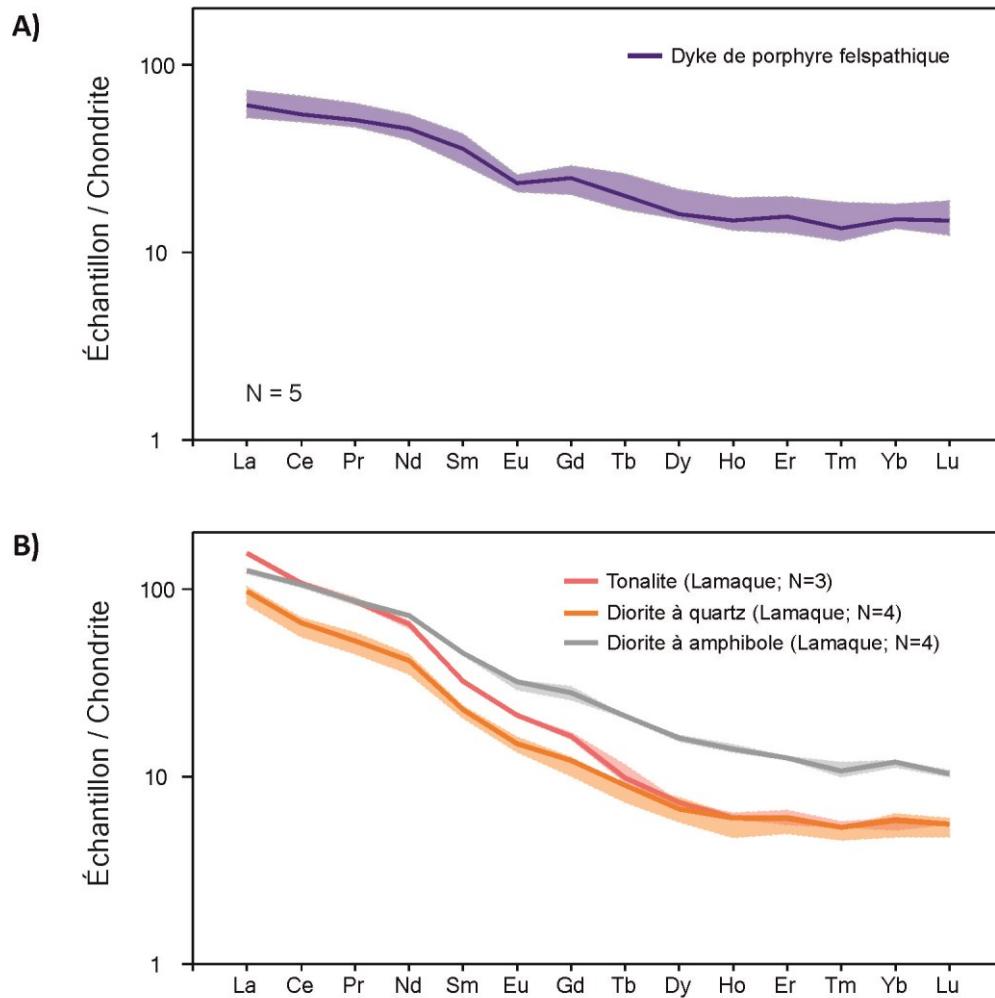 A)
Échantillon / Chondrite
100
10
1
Dyke de porphyre felspathique
N = 5
La Ce Pr Nd Sm Eu Gd Tb Dy Ho Er Tm Yb Lu
B)
Échantillon / Chondrite
100
10
1
Tonalite (Lamaque; N=3)
Diorite à quartz (Lamaque; N=4)
Diorite à amphibole (Lamaque; N=4)
La Ce Pr Nd Sm Eu Gd Tb Dy Ho Er Tm Yb Lu